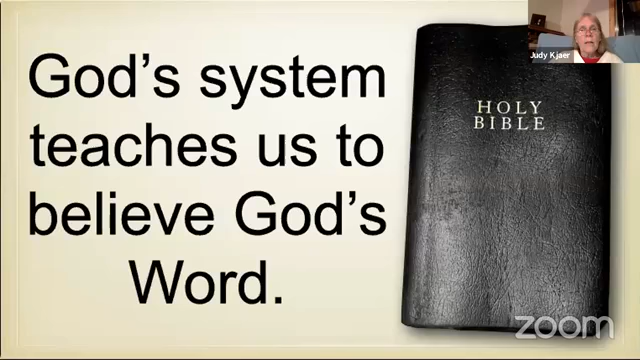 God's system
teaches us to
believe God's
Word.
HOLY
BIBLE
Judy Kjaer
zoom